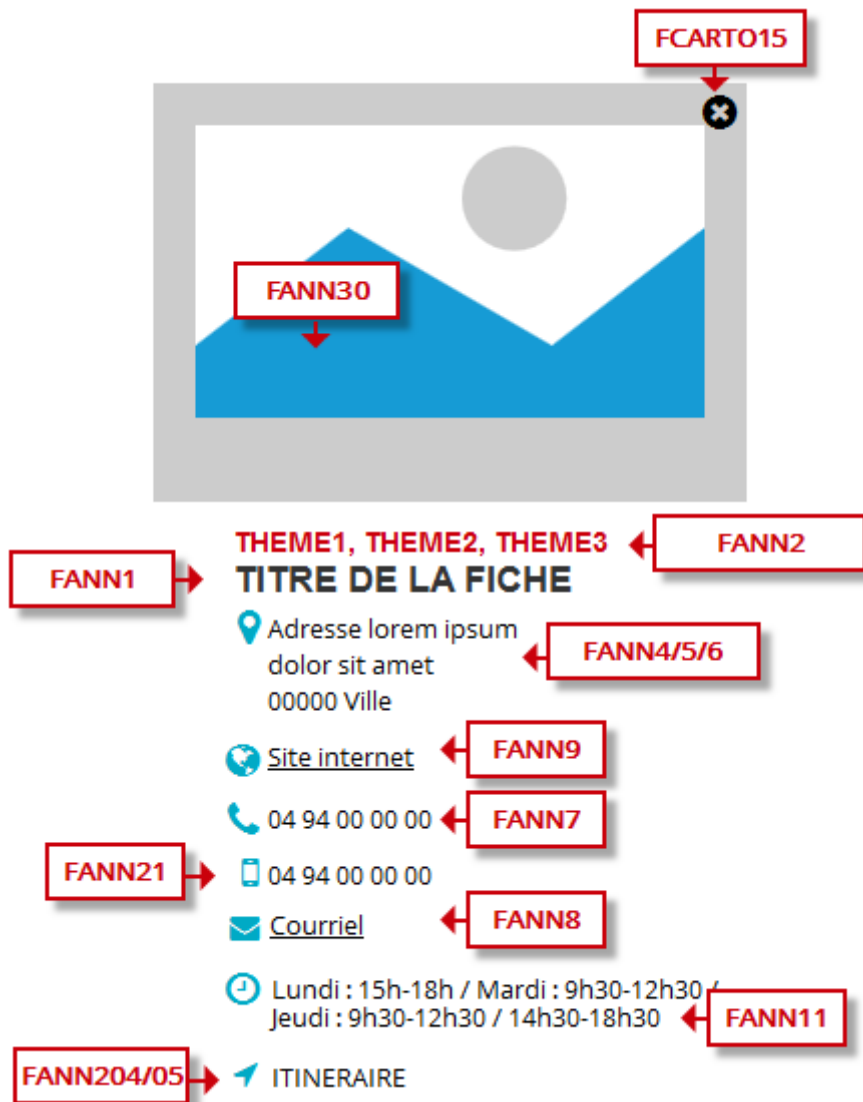 FCARTO15
FANN30
THEME1, THEME2, THEME3
FANN2
FANN1
TITRE DE LA FICHE
Adresse lorem ipsum
dolor sit amet
00000 Ville
FANN4/5/6
Site internet
FANN9
04 94 00 00 00
FANN7
FANN21
04 94 00 00 00
Courriel
FANN8
Lundi : 15h-18h / Mardi : 9h30-12h30 /
Jeudi : 9h30-12h30 / 14h30-18h30
FANN11
FANN204/05
ITINERAIRE